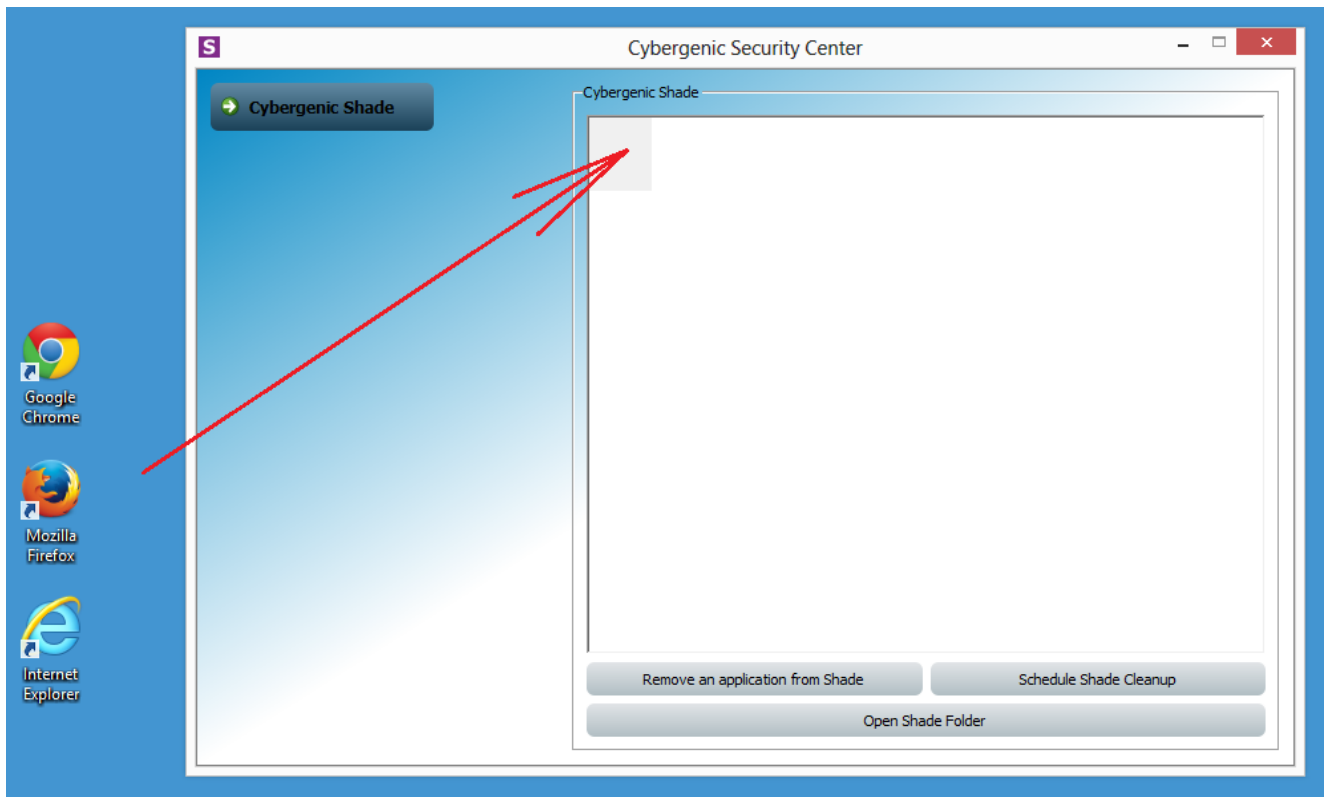 S
Cybergenic Security Center
Cybergenic Shade
Cybergenic Shade
Google
Chrome
Mozilla
Firefox
Internet
Explorer
Remove an application from Shade
Schedule Shade Cleanup
Open Shade Folder